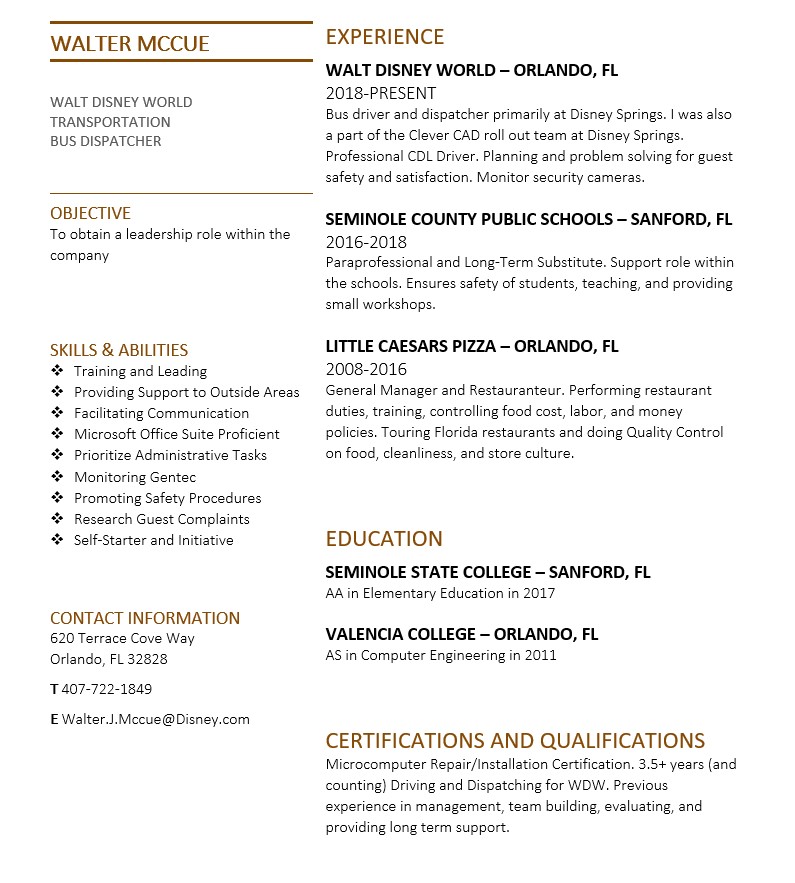 WALTER MCCUE
WALT DISNEY WORLD
TRANSPORTATION
BUS DISPATCHER
OBJECTIVE
To obtain a leadership role within the
company
SKILLS & ABILITIES
❖ Training and Leading
❖ Providing Support to Outside Areas
❖ Facilitating Communication
❖ Microsoft Office Suite Proficient
❖ Prioritize Administrative Tasks
❖ Monitoring Gentec
❖ Promoting Safety Procedures
❖ Research Guest Complaints
❖ Self-Starter and Initiative
CONTACT INFORMATION
620 Terrace Cove Way
Orlando, FL 32828
T 407-722-1849
E Walter.J.Mccue@Disney.com
EXPERIENCE
WALT DISNEY WORLD – ORLANDO, FL
2018-PRESENT
Bus driver and dispatcher primarily at Disney Springs. I was also
a part of the Clever CAD roll out team at Disney Springs.
Professional CDL Driver. Planning and problem solving for guest
safety and satisfaction. Monitor security cameras.
SEMINOLE COUNTY PUBLIC SCHOOLS – SANFORD, FL
2016-2018
Paraprofessional and Long-Term Substitute. Support role within
the schools. Ensures safety of students, teaching, and providing
small workshops.
LITTLE CAESARS PIZZA – ORLANDO, FL
2008-2016
General Manager and Restauranteur. Performing restaurant
duties, training, controlling food cost, labor, and money
policies. Touring Florida restaurants and doing Quality Control
on food, cleanliness, and store culture.
EDUCATION
SEMINOLE STATE COLLEGE – SANFORD, FL
AA in Elementary Education in 2017
VALENCIA COLLEGE – ORLANDO, FL
AS in Computer Engineering in 2011
CERTIFICATIONS AND QUALIFICATIONS
Microcomputer Repair/Installation Certification. 3.5+ years (and
counting) Driving and Dispatching for WDW. Previous
experience in management, team building, evaluating, and
providing long term support.